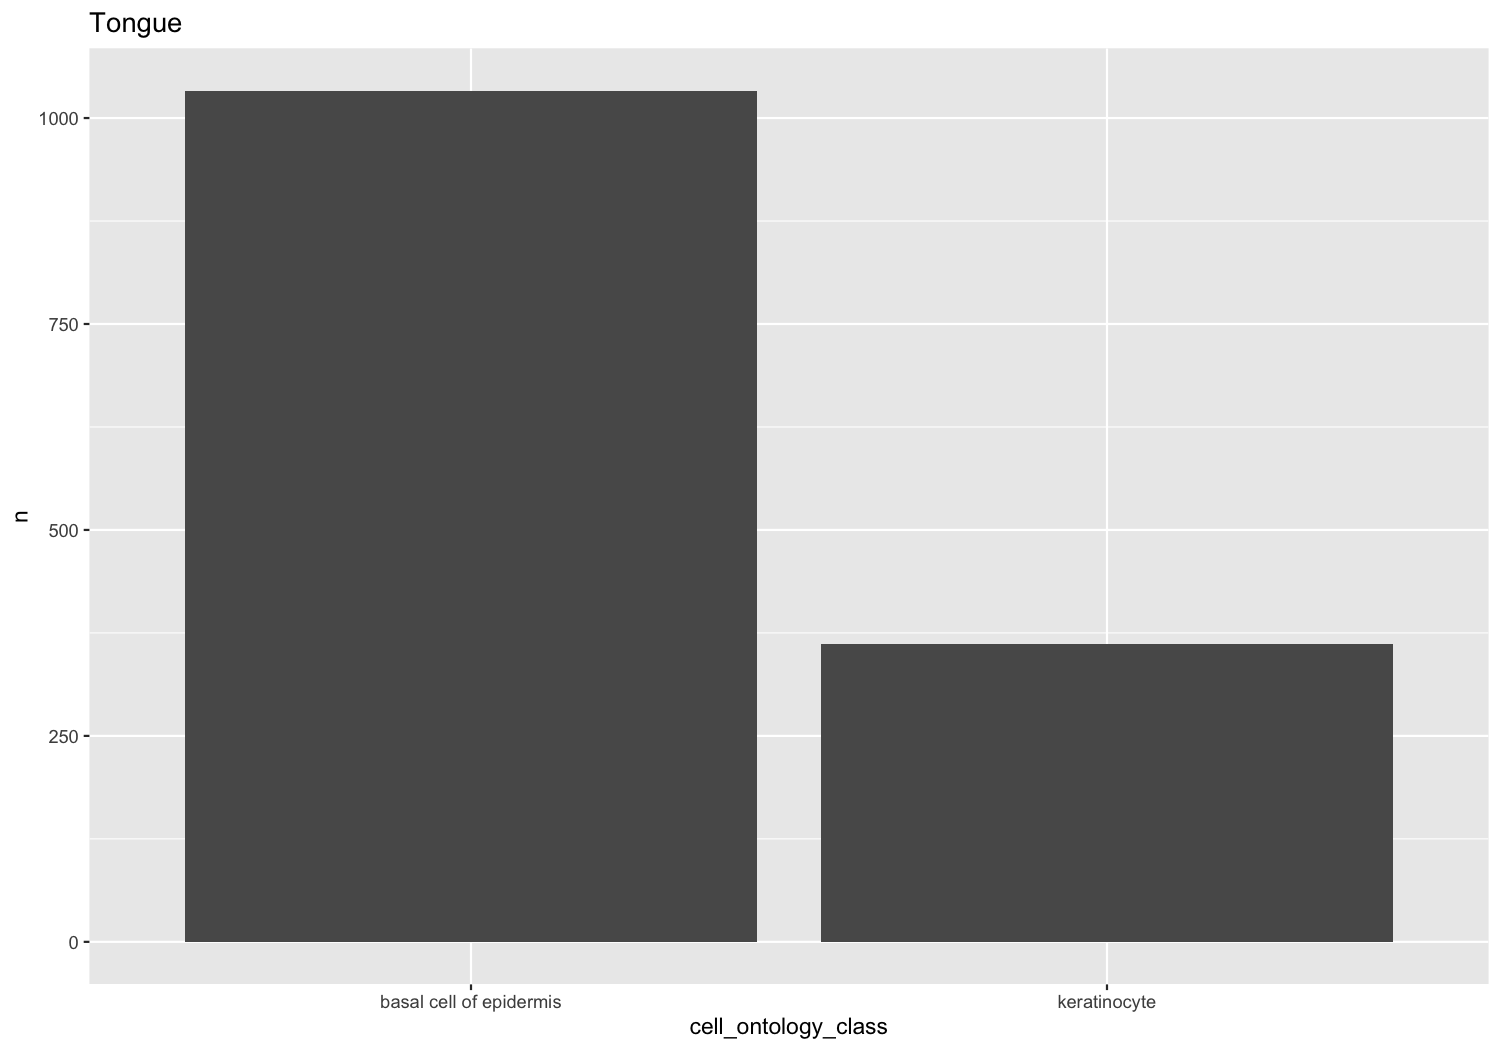 Tongue
1000
750
500
250
0
n
basal cell of epidermis
keratinocyte
cell_ontology_class